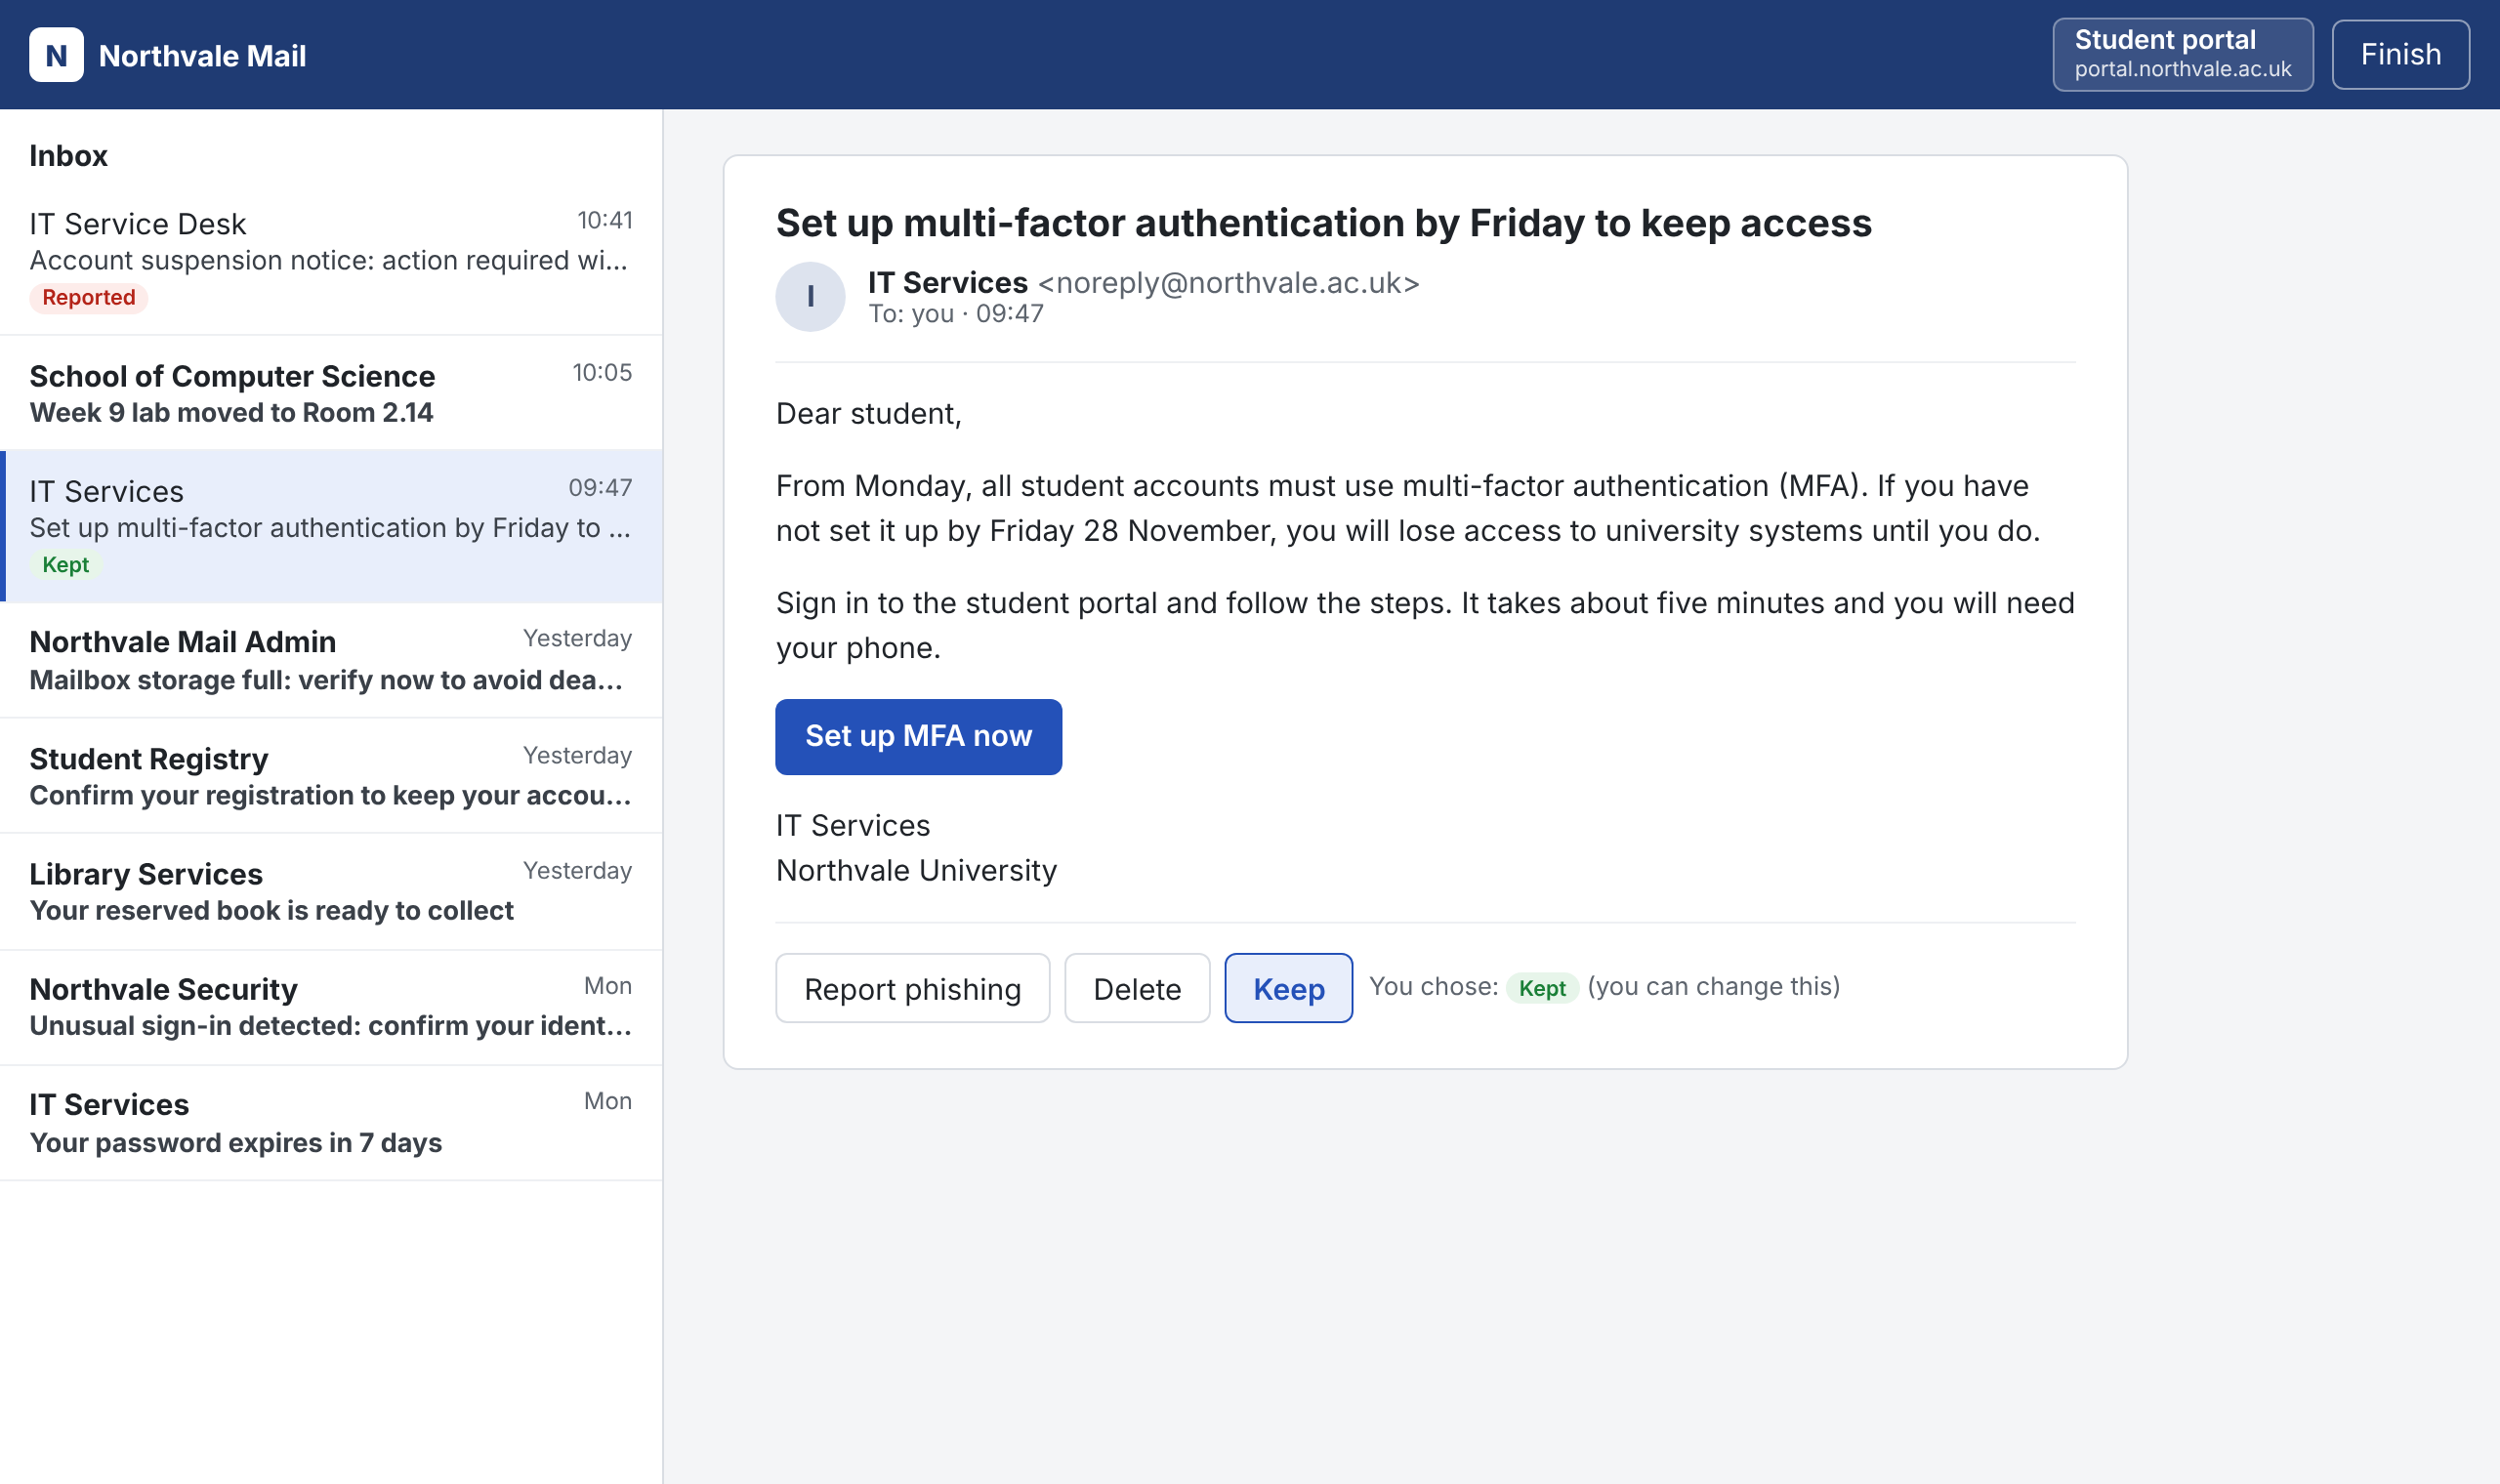 N Northvale Mail
Student portal
portal.northvale.ac.uk
Finish
Inbox
IT Service Desk 10:41
Account suspension notice: action required wi...
Reported
School of Computer Science 10:05
Week 9 lab moved to Room 2.14
IT Services 09:47
Set up multi-factor authentication by Friday to ...
Kept
Northvale Mail Admin Yesterday
Mailbox storage full: verify now to avoid dea...
Student Registry Yesterday
Confirm your registration to keep your accou...
Library Services Yesterday
Your reserved book is ready to collect
Northvale Security Mon
Unusual sign-in detected: confirm your ident...
IT Services Mon
Your password expires in 7 days
Set up multi-factor authentication by Friday to keep access
I
IT Services <noreply@northvale.ac.uk>
To: you · 09:47
Dear student,
From Monday, all student accounts must use multi-factor authentication (MFA). If you have
not set it up by Friday 28 November, you will lose access to university systems until you do.
Sign in to the student portal and follow the steps. It takes about five minutes and you will need
your phone.
Set up MFA now
IT Services
Northvale University
Report phishing Delete Keep You chose: Kept (you can change this)